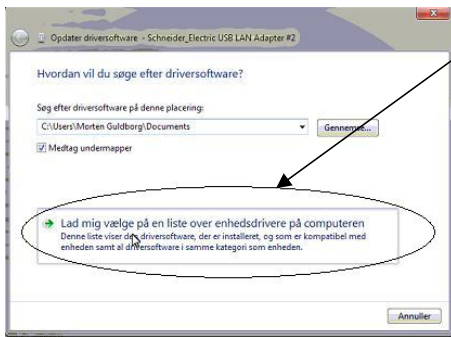 Opdater driversoftware - Schneider_Electric USB LAN Adapter #2
Hvordan vil du søge efter driversoftware?
Søg efter driversoftware på denne placering:
C:\Users\Morten Guldborg\Documents
Gennemse...
Medtag undermapper
Lad mig vælge på en liste over enhedsdrivere på computeren
Denne liste viser den driversoftware, der er installeret, og som er kompatibel med
enheden samt al driversoftware i samme kategori som enheden.
Annuller